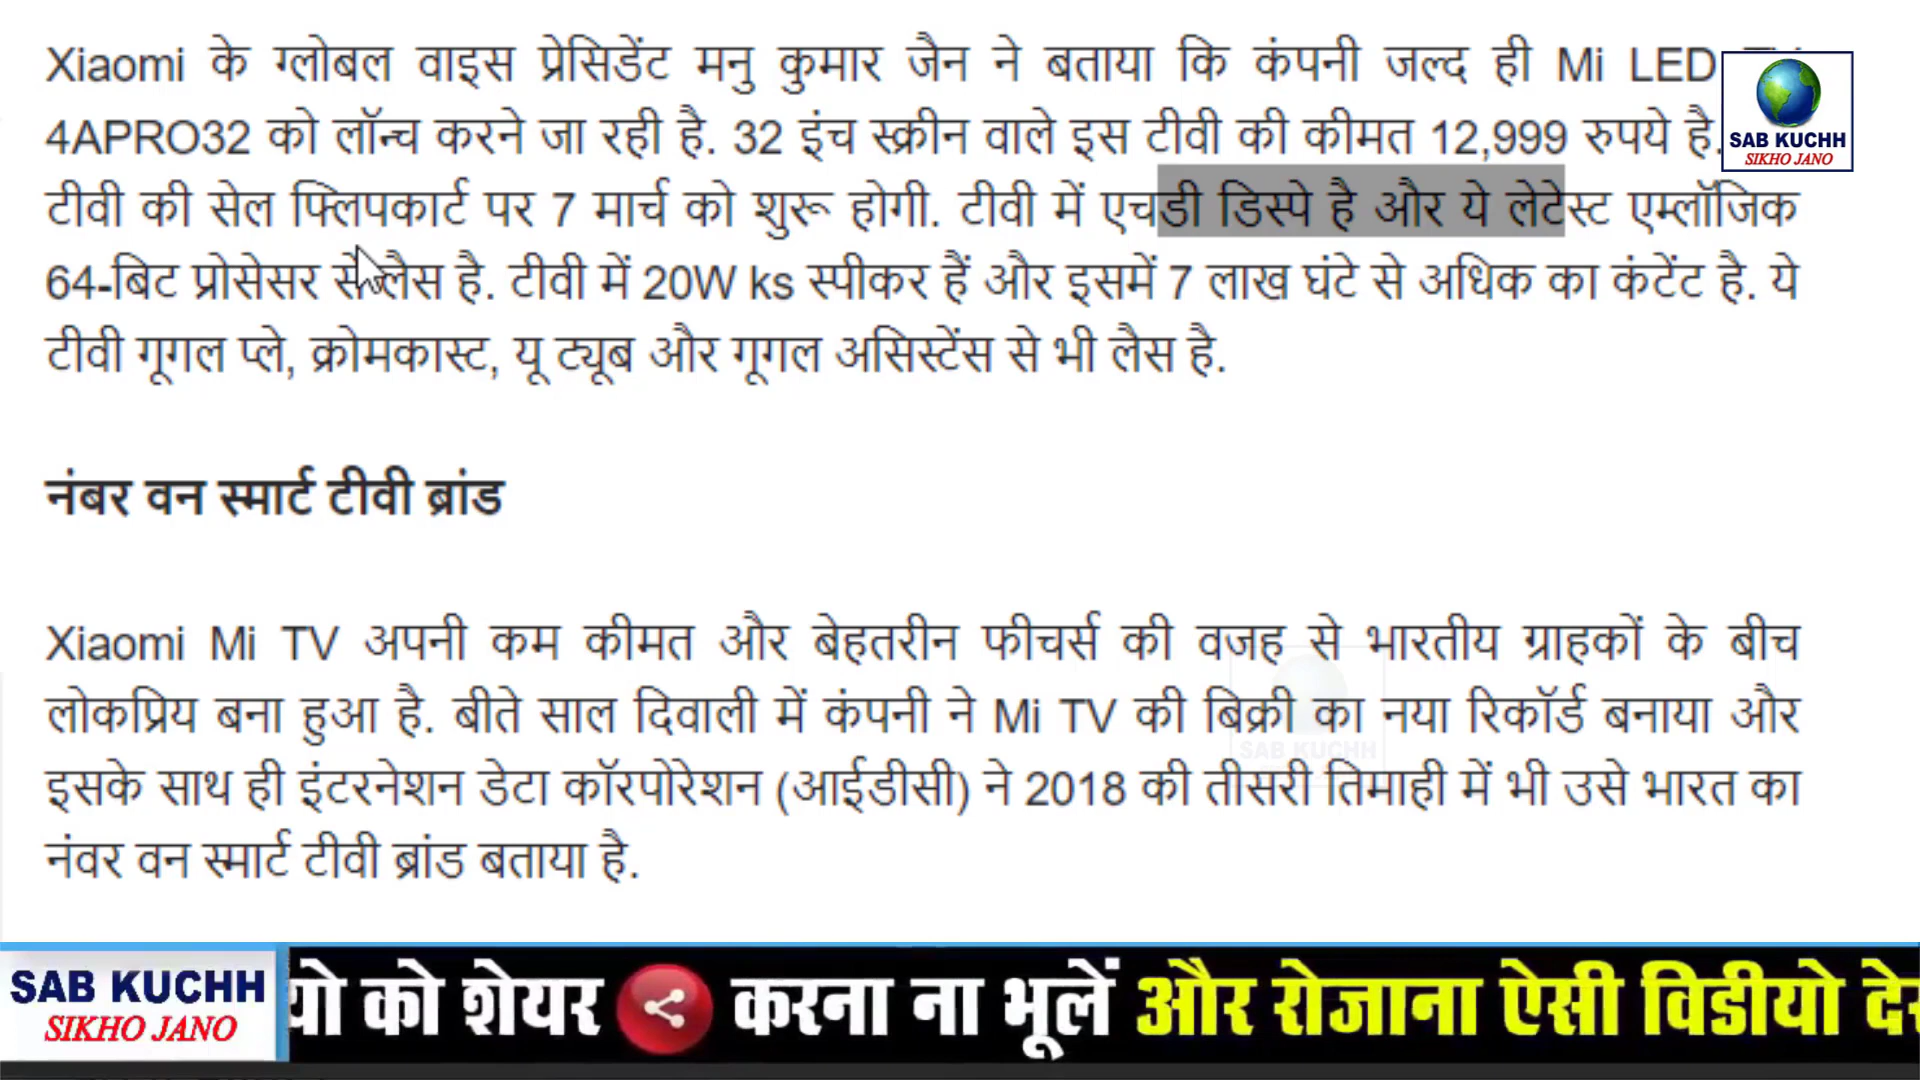 Xiaomi के ग्लोबल वाइस प्रेसिडेंट मनु कुमार जैन ने बताया कि कंपनी जल्द ही Mi LED
4APRO32 को लॉन्च करने जा रही है. 32 इंच स्क्रीन वाले इस टीवी की कीमत 12,999 रुपये है.
टीवी की सेल फ्लिपकार्ट पर 7 मार्च को शुरू होगी. टीवी में एचडी डिस्पे है और ये लेटेस्ट एम्लॉजिक
64-बिट प्रोसेसर से लैस है. टीवी में 20W ks स्पीकर हैं और इसमें 7 लाख घंटे से अधिक का कंटेंट है. ये
टीवी गूगल प्ले, क्रोमकास्ट, यू ट्यूब और गूगल असिस्टेंस से भी लैस है.
SAB KUCHH
SIKHO JANO
नंबर वन स्मार्ट टीवी ब्रांड
Xiaomi Mi TV अपनी कम कीमत और बेहतरीन फीचर्स की वजह से भारतीय ग्राहकों के बीच
लोकप्रिय बना हुआ है. बीते साल दिवाली में कंपनी ने Mi TV की बिक्री का नया रिकॉर्ड बनाया और
इसके साथ ही इंटरनेशन डेटा कॉरपोरेशन (आईडीसी) ने 2018 की तीसरी तिमाही में भी उसे भारत का
नंवर वन स्मार्ट टीवी ब्रांड बताया है.
SAB KUCHH
SAB KUCHH
SIKHO JANO
को शेयर करना ना भूलें और रोजाना ऐसी विडीयो